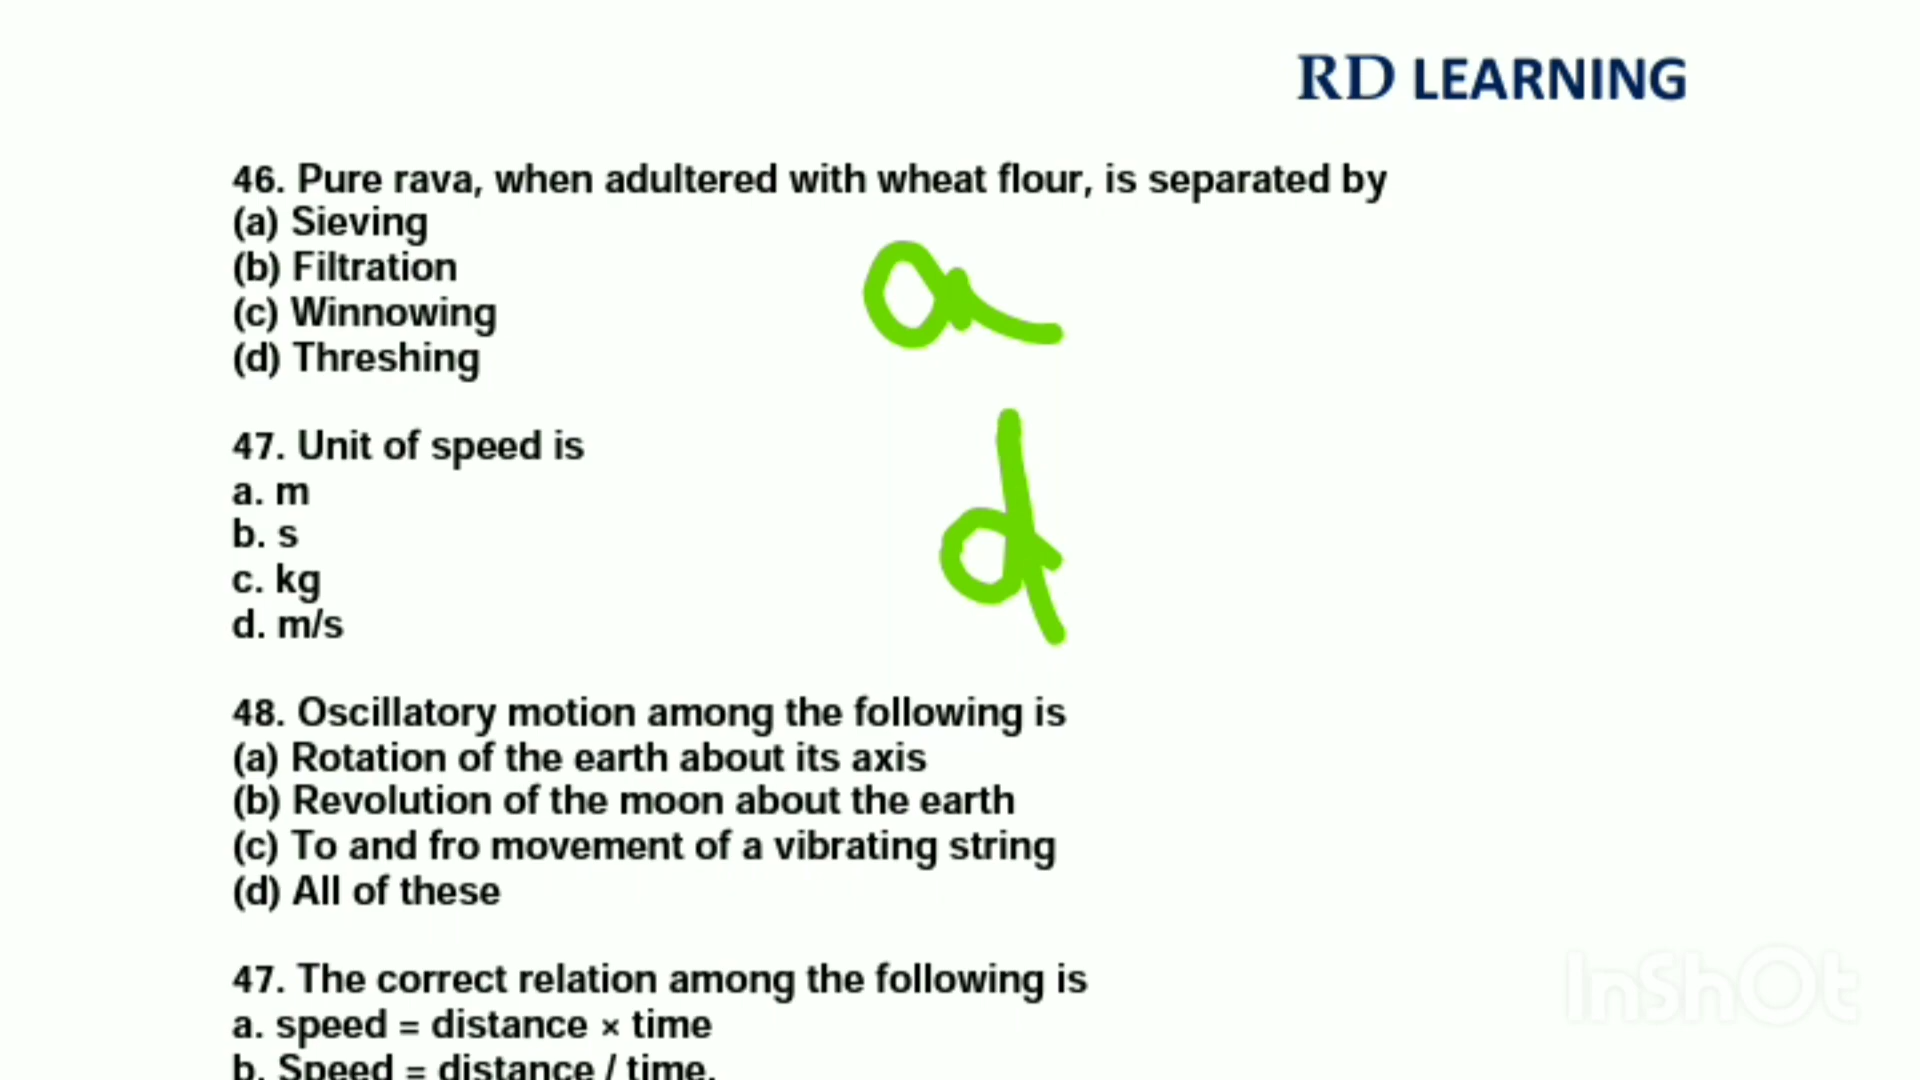 RD LEARNING
46. Pure rava, when adultered with wheat flour, is separated by
(a) Sieving
(b) Filtration
(c) Winnowing
(d) Threshing
a
47. Unit of speed is
a. m
b. s
c. kg
d. m/s
d
48. Oscillatory motion among the following is
(a) Rotation of the earth about its axis
(b) Revolution of the moon about the earth
(c) To and fro movement of a vibrating string
(d) All of these
47. The correct relation among the following is
a. speed = distance × time
b. Speed = distance / time.
InShOt